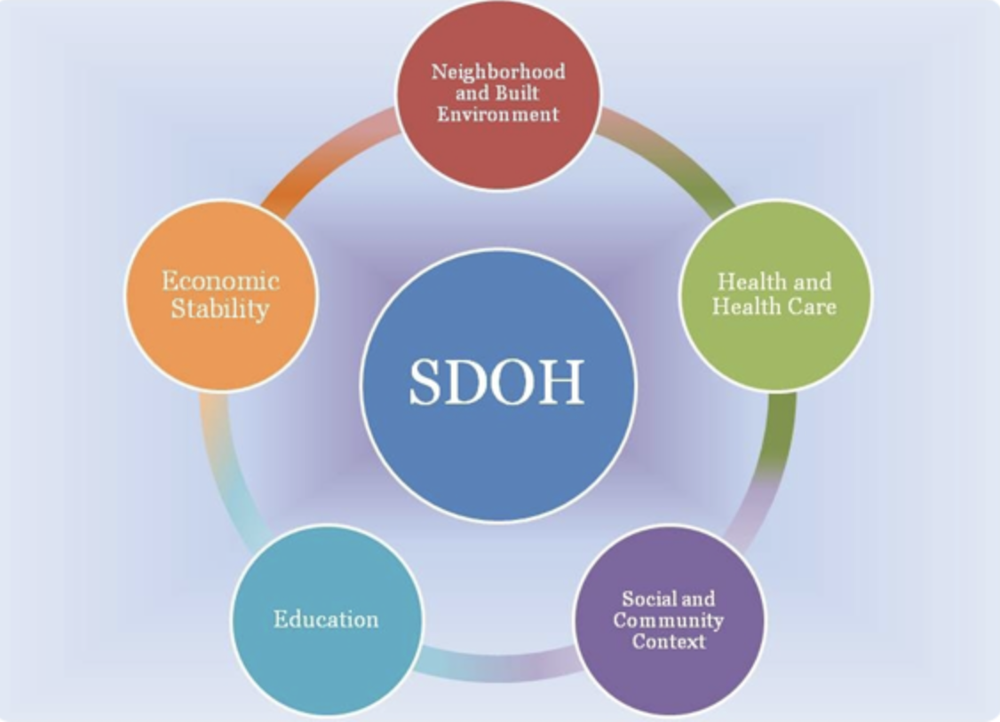 Neighborhood
and Built
Environment
Economic
Stability
Health and
Health Care
SDOH
Education
Social and
Community
Context